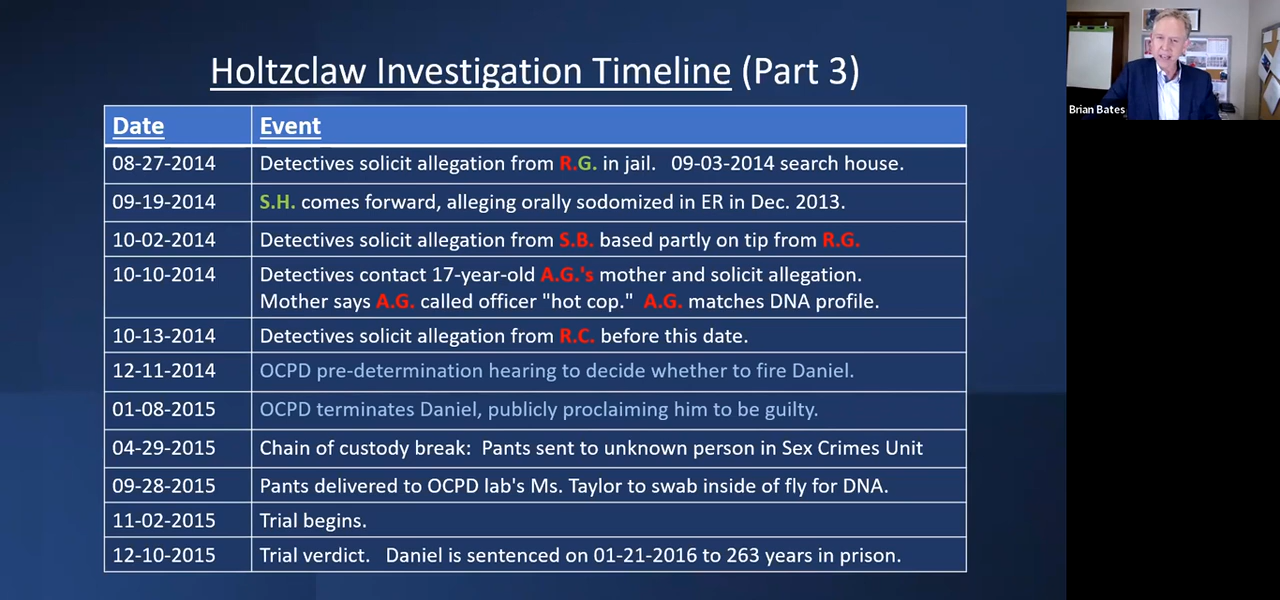 Holtzclaw Investigation Timeline (Part 3)
Brian Bates
Date Event
08-27-2014 Detectives solicit allegation from R.G. in jail. 09-03-2014 search house.
09-19-2014 S.H. comes forward, alleging orally sodomized in ER in Dec. 2013.
10-02-2014 Detectives solicit allegation from S.B. based partly on tip from R.G.
10-10-2014 Detectives contact 17-year-old A.G.'s mother and solicit allegation.
Mother says A.G. called officer "hot cop." A.G. matches DNA profile.
10-13-2014 Detectives solicit allegation from R.C. before this date.
12-11-2014 OCPD pre-determination hearing to decide whether to fire Daniel.
01-08-2015 OCPD terminates Daniel, publicly proclaiming him to be guilty.
04-29-2015 Chain of custody break: Pants sent to unknown person in Sex Crimes Unit
09-28-2015 Pants delivered to OCPD lab's Ms. Taylor to swab inside of fly for DNA.
11-02-2015 Trial begins.
12-10-2015 Trial verdict. Daniel is sentenced on 01-21-2016 to 263 years in prison.